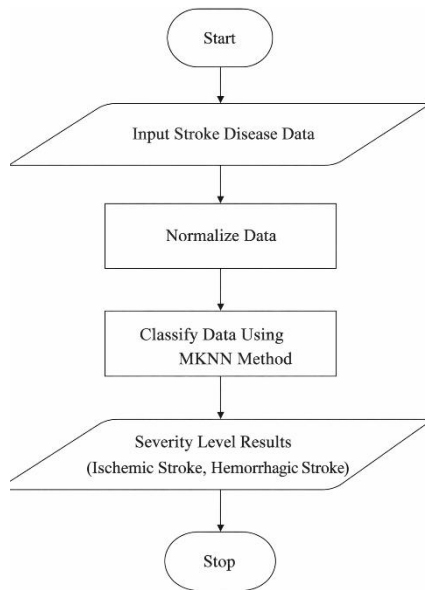 Start
Input Stroke Disease Data
Normalize Data
Classify Data Using
MKNN Method
Severity Level Results
(Ischemic Stroke, Hemorrhagic Stroke)
Stop